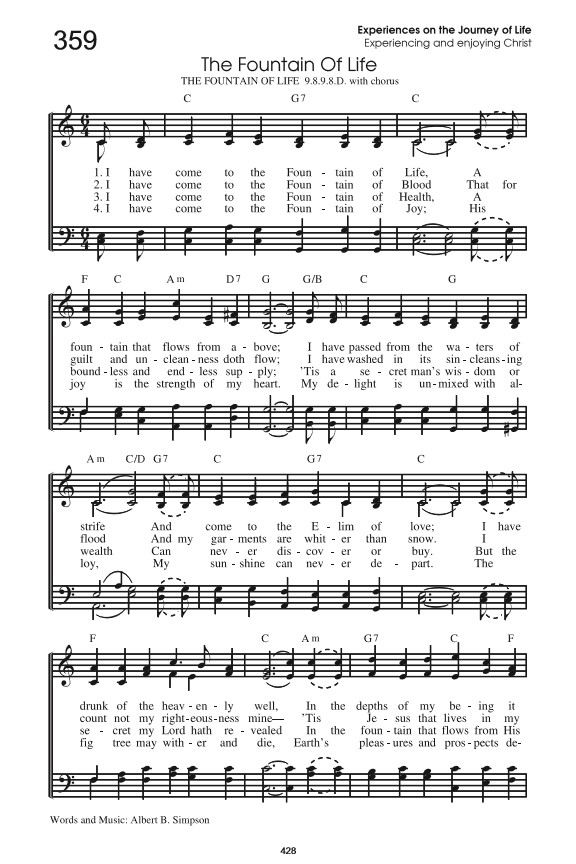 359
Experiences on the Journey of Life
Experiencing and enjoying Christ
The Fountain Of Life
THE FOUNTAIN OF LIFE 9.8.9.8.D. with chorus
C G7 C
1. I have come to the Foun - tain of Life, A
2. I have come to the Foun - tain of Blood That for
3. I have come to the Foun - tain of Health, A
4. I have come to the Foun - tain of Joy; His
F C Am D7 G G/B C G
foun - tain that flows from a - bove; I have passed from the wa - ters of
guilt and un - clean - ness doth flow; I have washed in its sin - cleans - ing
bound - less and end - less sup - ply; 'Tis a se - cret man's wis - dom or
joy is the strength of my heart. My de - light is un - mixed with al-
Am C/D G7 C G7 C
strife And come to the E - lim of love; I have
flood And my gar - ments are whit - er than snow. I
wealth Can nev - er dis - cov - er or buy. But the
loy, My sun - shine can nev - er de - part. The
F C Am G7 C F
drunk of the heav - en - ly well, In the depths of my be - ing it
count not my right - eous - ness mine— 'Tis Je - sus that lives in my
se - cret my Lord hath re - vealed In the foun - tain that flows from His
fig tree may with - er and die, Earth's pleas - ures and pros - pects de-
Words and Music: Albert B. Simpson
428